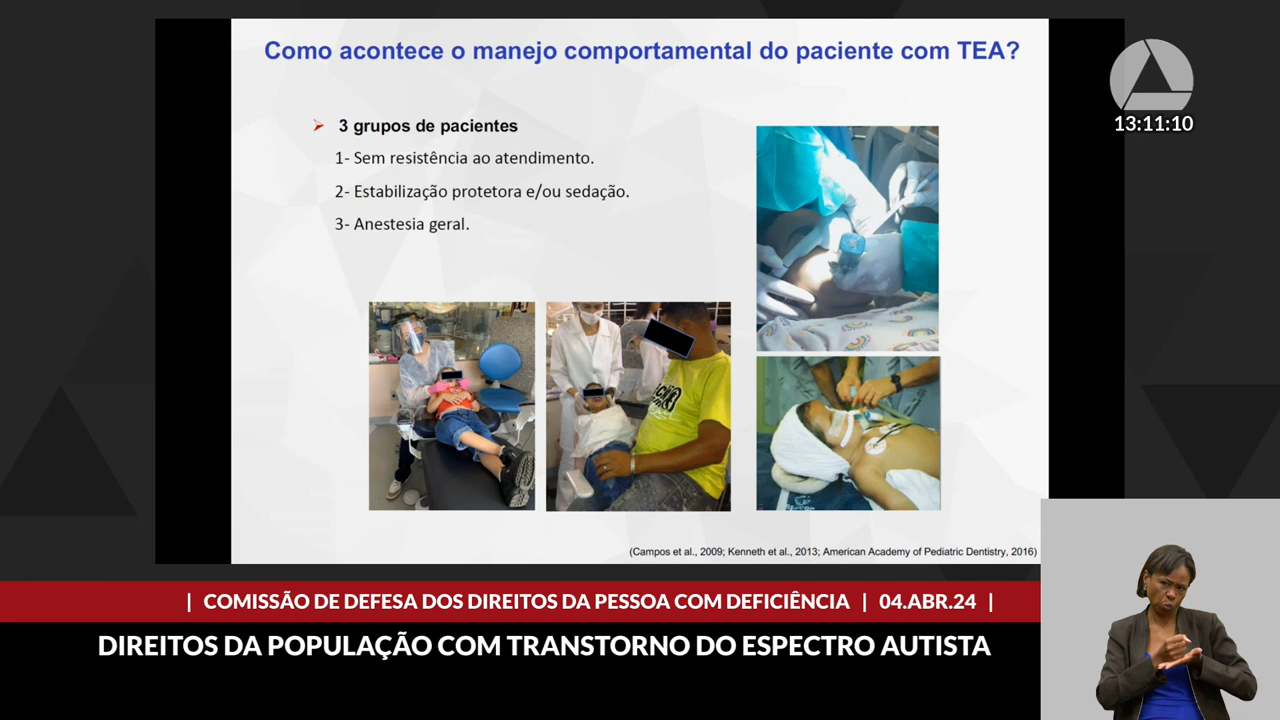 Como acontece o manejo comportamental do paciente com TEA?
➢ 3 grupos de pacientes
1- Sem resistência ao atendimento.
2- Estabilização protetora e/ou sedação.
3- Anestesia geral.
(Campos et al., 2009; Kenneth et al., 2013; American Academy of Pediatric Dentistry, 2016)
13:11:10
| COMISSÃO DE DEFESA DOS DIREITOS DA PESSOA COM DEFICIÊNCIA | 04.ABR.24 |
DIREITOS DA POPULAÇÃO COM TRANSTORNO DO ESPECTRO AUTISTA